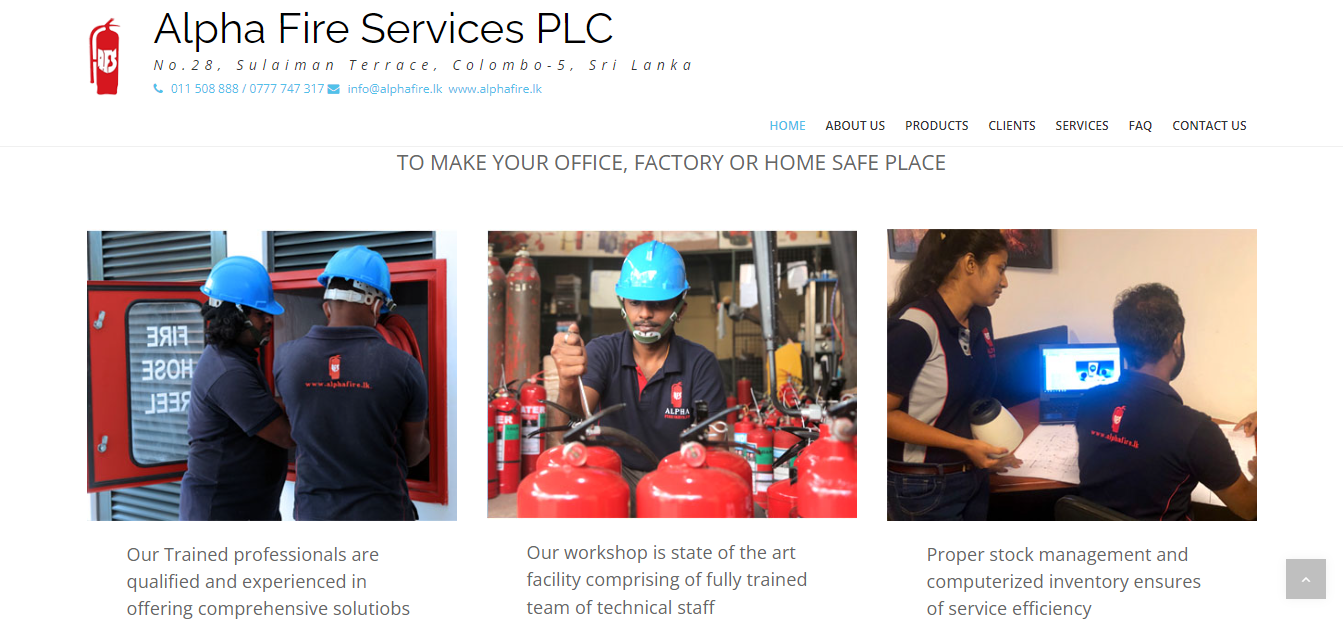 Alpha Fire Services PLC
No.28, Sulaiman Terrace, Colombo-5, Sri Lanka
011 508 888 / 0777 747 317 info@alphafire.lk www.alphafire.lk
HOME ABOUT US PRODUCTS CLIENTS SERVICES FAQ CONTACT US
TO MAKE YOUR OFFICE, FACTORY OR HOME SAFE PLACE
FIRE
HOSE
REEL
www.alphafire.lk
ALPHA
WATER
www.alphafire.lk
Our Trained professionals are
qualified and experienced in
offering comprehensive solutiobs
Our workshop is state of the art
facility comprising of fully trained
team of technical staff
Proper stock management and
computerized inventory ensures
of service efficiency